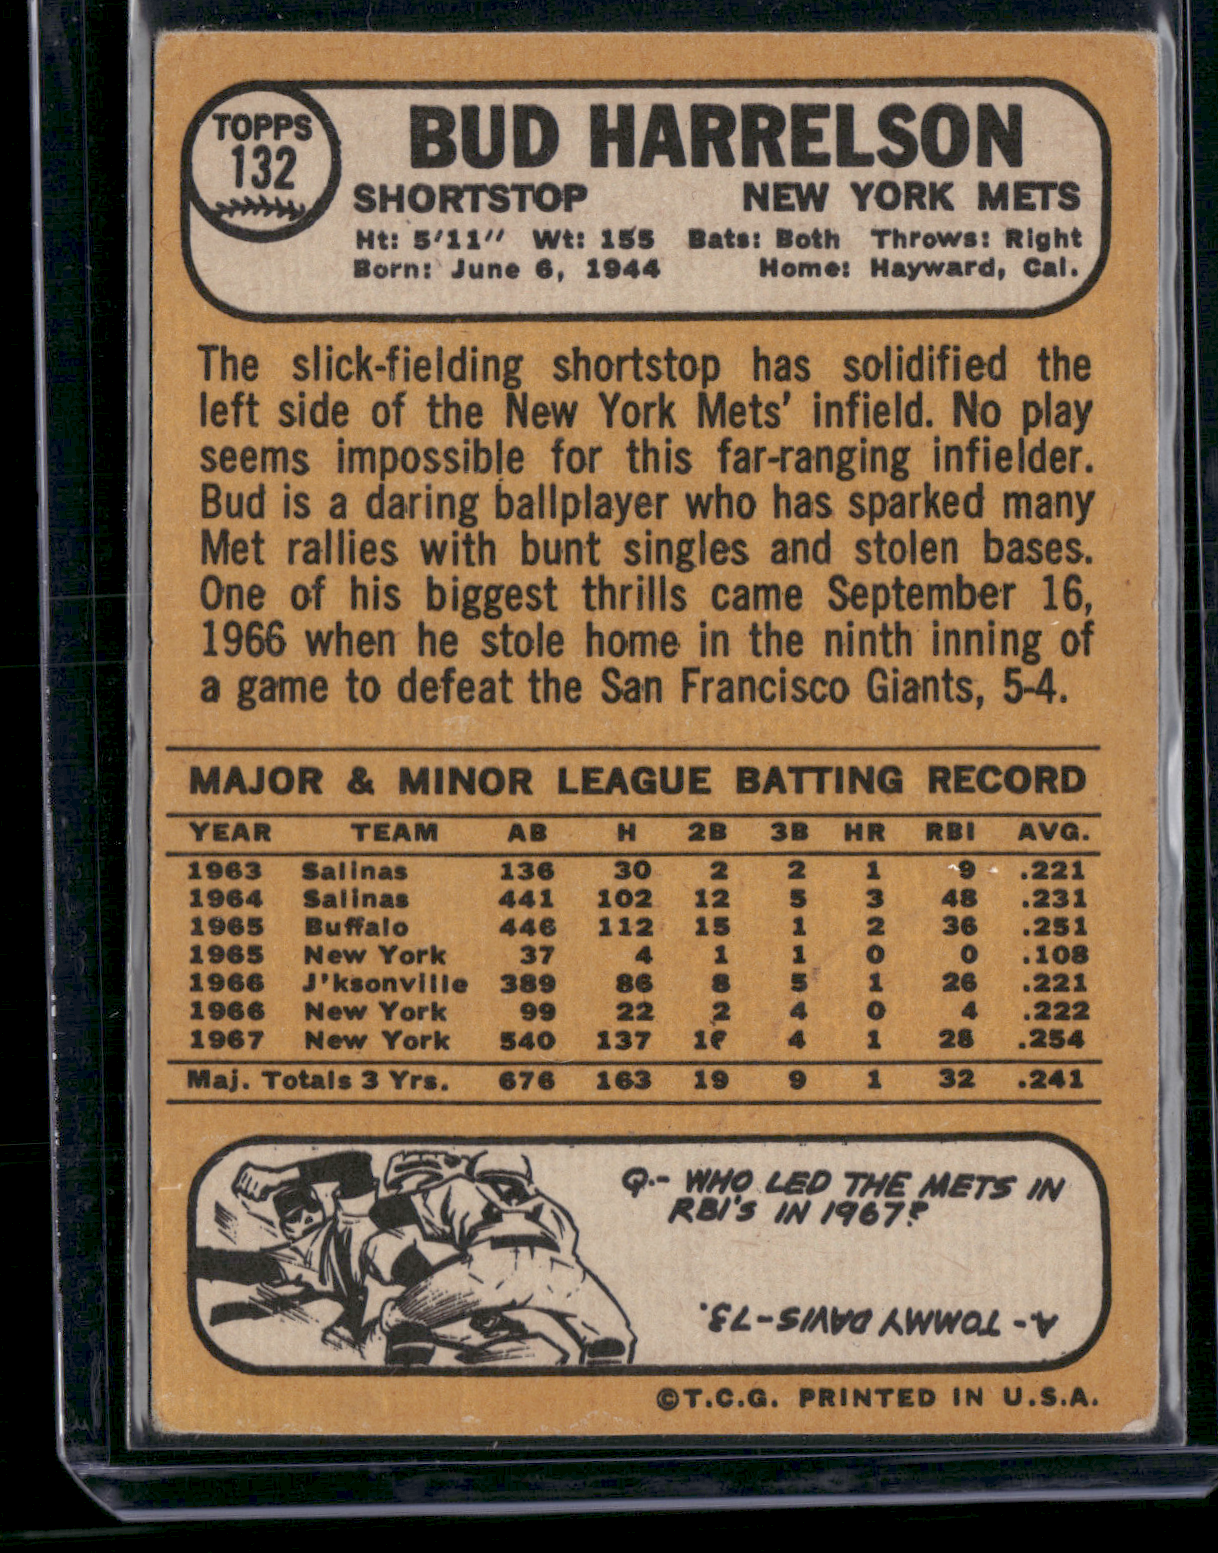 TOPPS
132
BUD HARRELSON
SHORTSTOP NEW YORK METS
Ht: 5'11" Wt: 155 Bats: Both Throws: Right
Born: June 6, 1944 Home: Hayward, Cal.
The slick-fielding shortstop has solidified the
left side of the New York Mets' infield. No play
seems impossible for this far-ranging infielder.
Bud is a daring ballplayer who has sparked many
Met rallies with bunt singles and stolen bases.
One of his biggest thrills came September 16,
1966 when he stole home in the ninth inning of
a game to defeat the San Francisco Giants, 5-4.
MAJOR & MINOR LEAGUE BATTING RECORD
YEAR TEAM AB H 2B 3B HR RBI AVG.
1963 Salinas 136 30 2 2 1 9 .221
1964 Salinas 441 102 12 5 3 48 .231
1965 Buffalo 446 112 15 1 2 36 .251
1965 New York 37 4 1 1 0 0 .108
1966 J'ksonville 389 86 8 5 1 26 .221
1966 New York 99 22 2 4 0 4 .222
1967 New York 540 137 16 4 1 28 .254
Maj. Totals 3 Yrs. 676 163 19 9 1 32 .241
Q.- WHO LED THE METS IN
RBI'S IN 1967?
A- TOMMY DAVIS-73.
©T.C.G. PRINTED IN U.S.A.